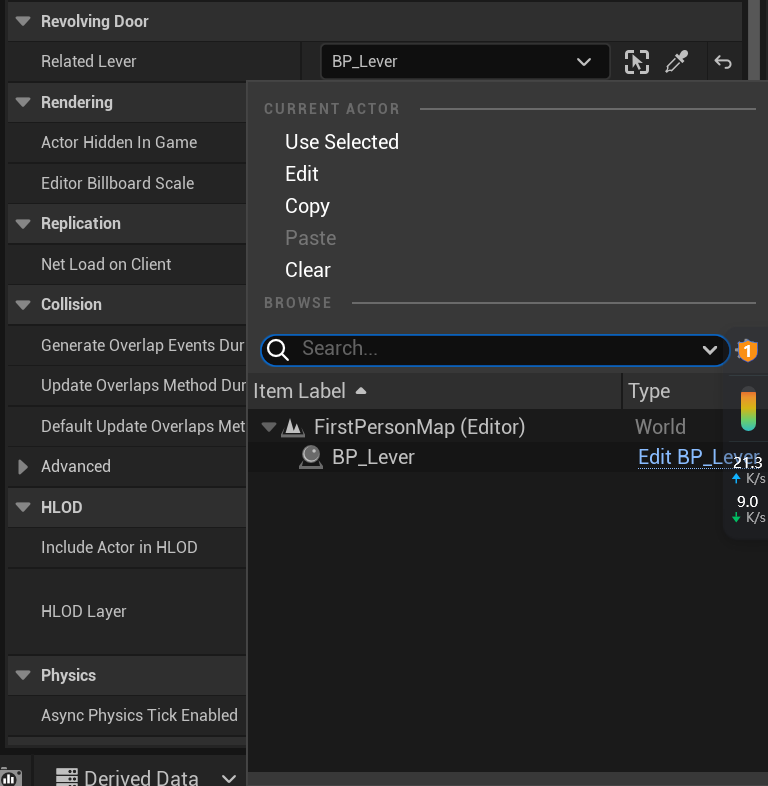 Revolving Door
Related Lever
BP_Lever
Rendering
CURRENT ACTOR
Actor Hidden In Game
Use Selected
Edit
Editor Billboard Scale
Copy
Replication
Paste
Net Load on Client
Clear
Collision
BROWSE
Generate Overlap Events Dur
Search...
1
Update Overlaps Method Dur
Item Label
Type
Default Update Overlaps Met
FirstPersonMap (Editor)
World
Advanced
BP_Lever
Edit BP_Lever
21.3
K/s
HLOD
9.0
K/s
Include Actor in HLOD
HLOD Layer
Physics
Async Physics Tick Enabled
Derived Data